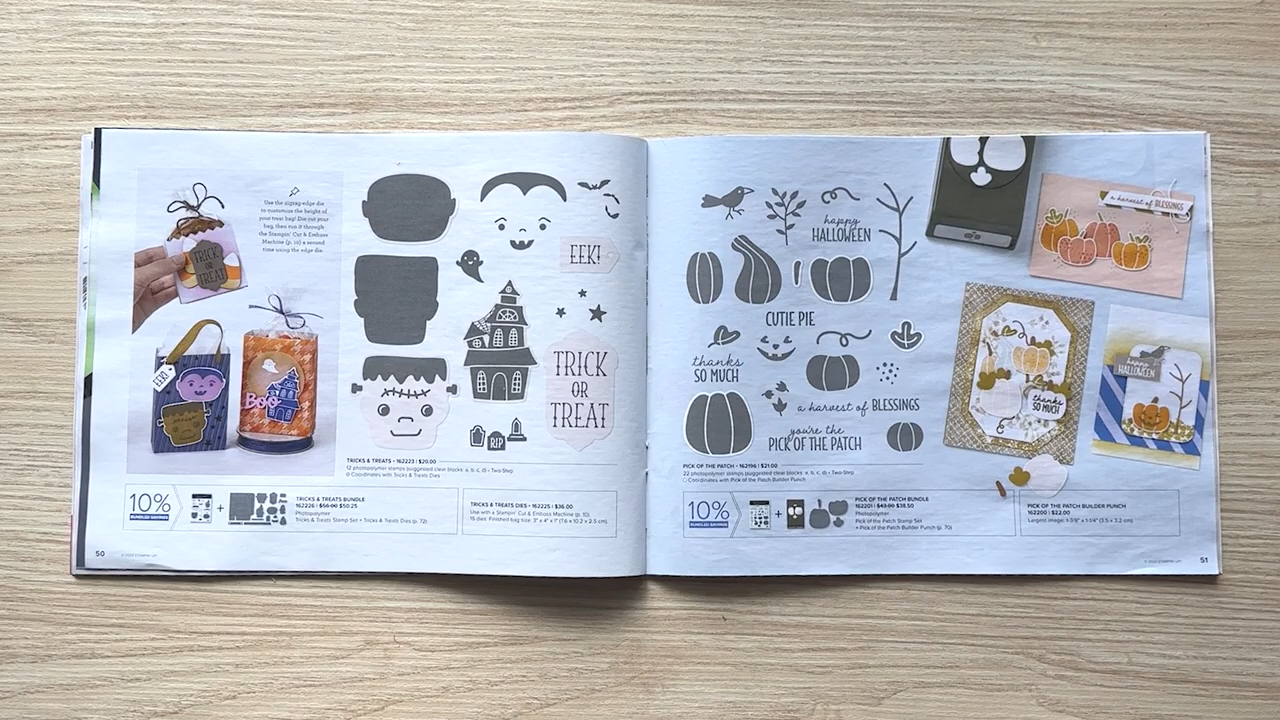 Use the zigzag-edge die
to customize the height of
your treat bag! Die cut your
bag, then run it through
the Stampin' Cut & Emboss
Machine (p. 10) a second
time using the edge die.
TRICK
OR
TREAT
EEK!
BOO
EEK!
TRICK
OR
TREAT
RIP
TRICKS & TREATS • 162223 | $20.00
12 photopolymer stamps (suggested clear blocks: a, b, c, d) • Two-Step
Coordinates with Tricks & Treats Dies
10%
BUNDLED SAVINGS
+
TRICKS & TREATS BUNDLE
162226 | $56.00 $50.25
Photopolymer
Tricks & Treats Stamp Set + Tricks & Treats Dies (p. 72)
TRICKS & TREATS DIES • 162225 | $36.00
Use with a Stampin' Cut & Emboss Machine (p. 10)
15 dies. Finished bag size: 3" x 4" x 1" (7.6 x 10.2 x 2.5 cm).
50
© 2023 STAMPIN' UP!
happy
HALLOWEEN
CUTIE PIE
thanks
SO MUCH
a harvest of BLESSINGS
you're the
PICK OF THE PATCH
a harvest of BLESSINGS
thanks
SO MUCH
happy
HALLOWEEN
PICK OF THE PATCH • 162196 | $21.00
22 photopolymer stamps (suggested clear blocks: a, b, c, d) • Two-Step
Coordinates with Pick of the Patch Builder Punch
10%
BUNDLED SAVINGS
+
PICK OF THE PATCH BUNDLE
162201 | $43.00 $38.50
Photopolymer
Pick of the Patch Stamp Set
+ Pick of the Patch Builder Punch (p. 70)
PICK OF THE PATCH BUILDER PUNCH
162200 | $22.00
Largest image: 1-3/8" x 1-1/4" (3.5 x 3.2 cm)
© 2023 STAMPIN' UP!
51